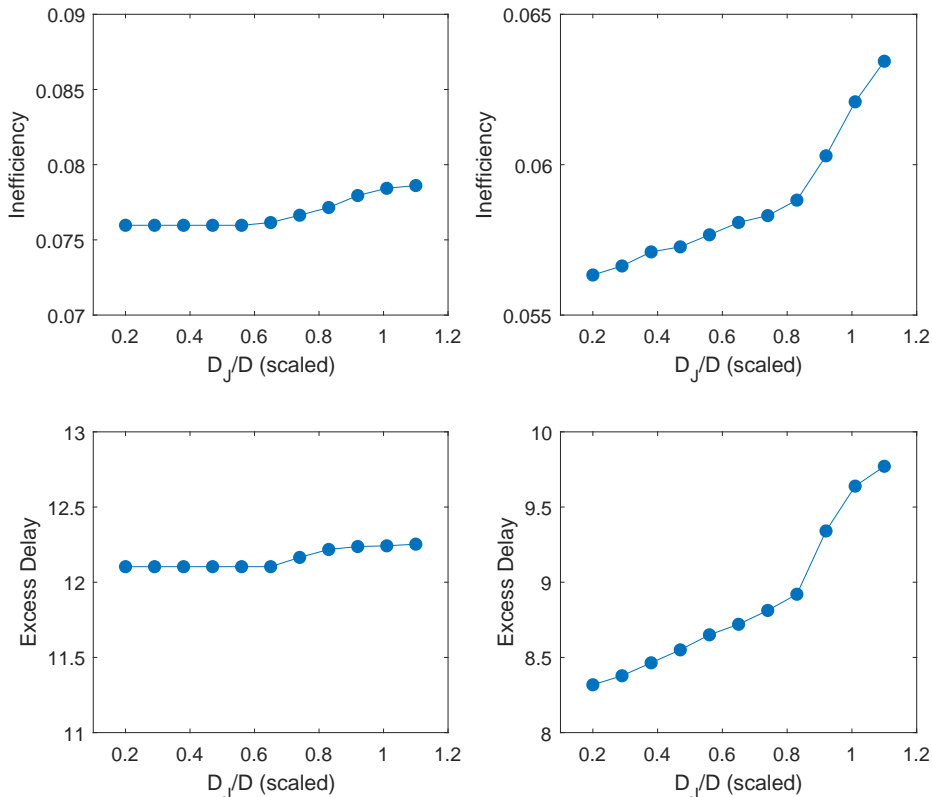 0.09
0.085
0.08
0.075
0.07
Inefficiency
0.2 0.4 0.6 0.8 1 1.2
D_J/D (scaled)
0.065
0.06
0.055
Inefficiency
0.2 0.4 0.6 0.8 1 1.2
D_J/D (scaled)
13
12.5
12
11.5
11
Excess Delay
0.2 0.4 0.6 0.8 1 1.2
D_J/D (scaled)
10
9.5
9
8.5
8
Excess Delay
0.2 0.4 0.6 0.8 1 1.2
D_J/D (scaled)